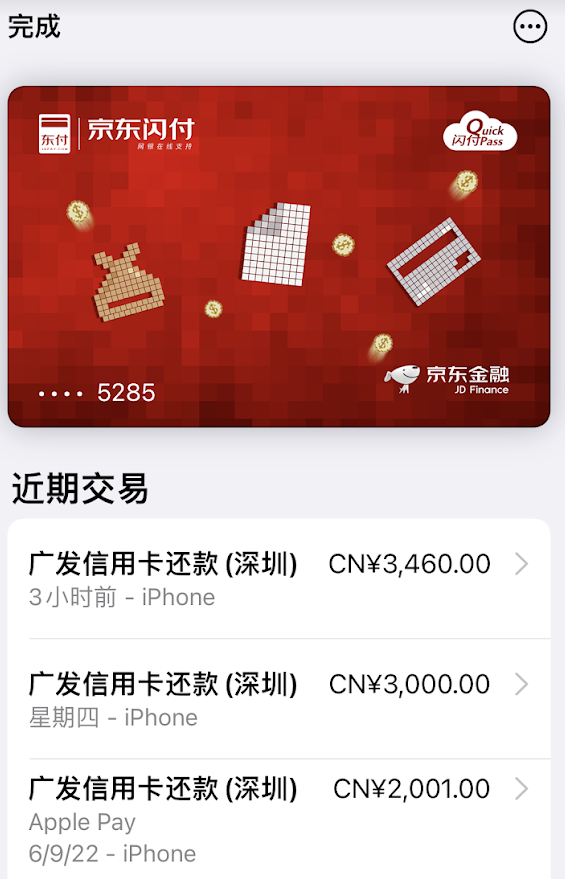 完成
东付
京东闪付
网银在线支持
Quick
闪付Pass
•••• 5285
京东金融
JD Finance
近期交易
广发信用卡还款 (深圳) CN¥3,460.00
3小时前 - iPhone
广发信用卡还款 (深圳) CN¥3,000.00
星期四 - iPhone
广发信用卡还款 (深圳) CN¥2,001.00
Apple Pay
6/9/22 - iPhone